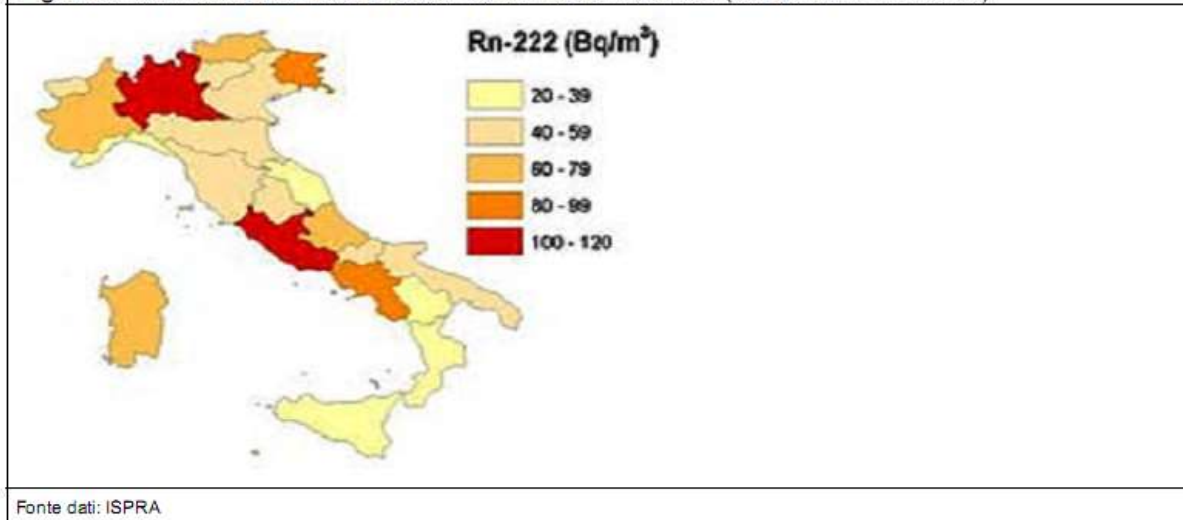 Rn-222 (Bq/m³)
20 - 39
40 - 59
60 - 79
80 - 99
100 - 120
Fonte dati: ISPRA